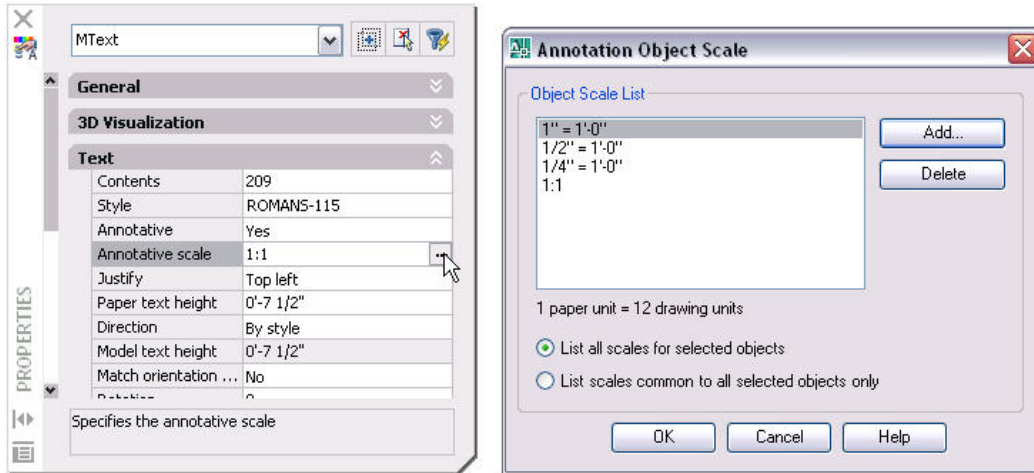 MText
General
3D Visualization
Text
Contents 209
Style ROMANS-115
Annotative Yes
Annotative scale 1:1 ...
Justify Top left
Paper text height 0'-7 1/2"
Direction By style
Model text height 0'-7 1/2"
Match orientation ... No
Specifies the annotative scale
PROPERTIES
Annotation Object Scale
Object Scale List
1" = 1'-0"
1/2" = 1'-0"
1/4" = 1'-0"
1:1
Add...
Delete
1 paper unit = 12 drawing units
List all scales for selected objects
List scales common to all selected objects only
OK Cancel Help